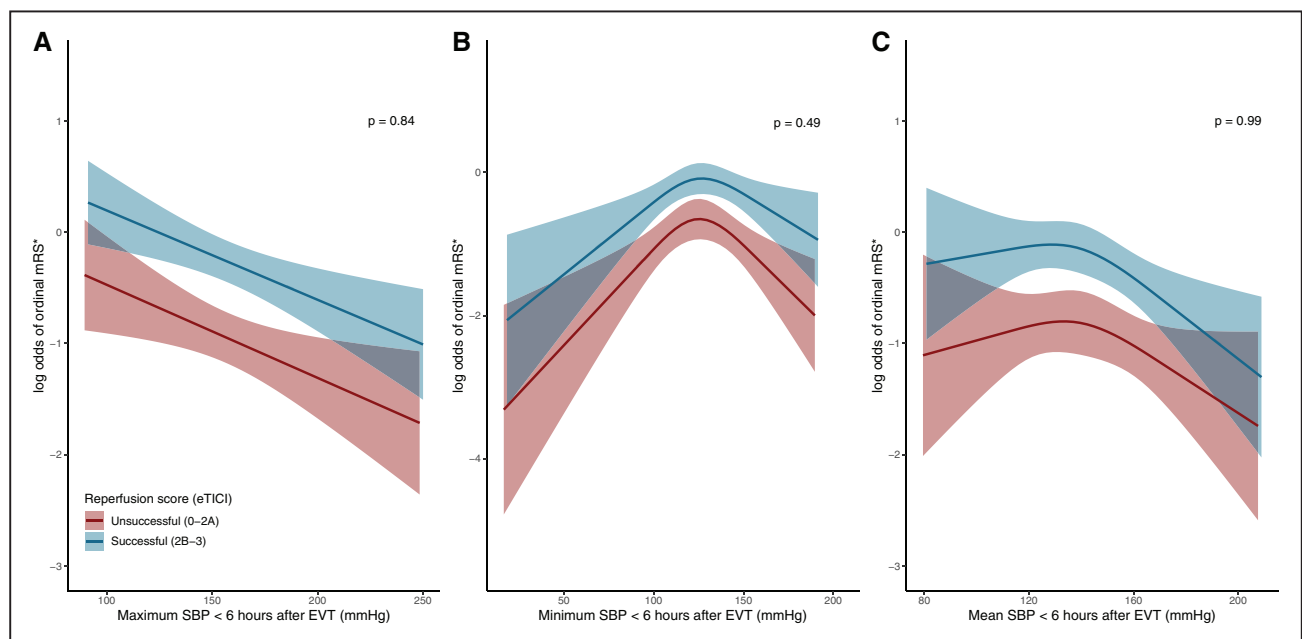 A
B
C
p = 0.84
p = 0.49
p = 0.99
log odds of ordinal mRS*
1
0
−1
−2
−3
log odds of ordinal mRS*
0
−2
−4
log odds of ordinal mRS*
1
0
−1
−2
−3
Reperfusion score (eTICI)
Unsuccessful (0−2A)
Successful (2B−3)
100 150 200 250
50 100 150 200
80 120 160 200
Maximum SBP < 6 hours after EVT (mmHg)
Minimum SBP < 6 hours after EVT (mmHg)
Mean SBP < 6 hours after EVT (mmHg)